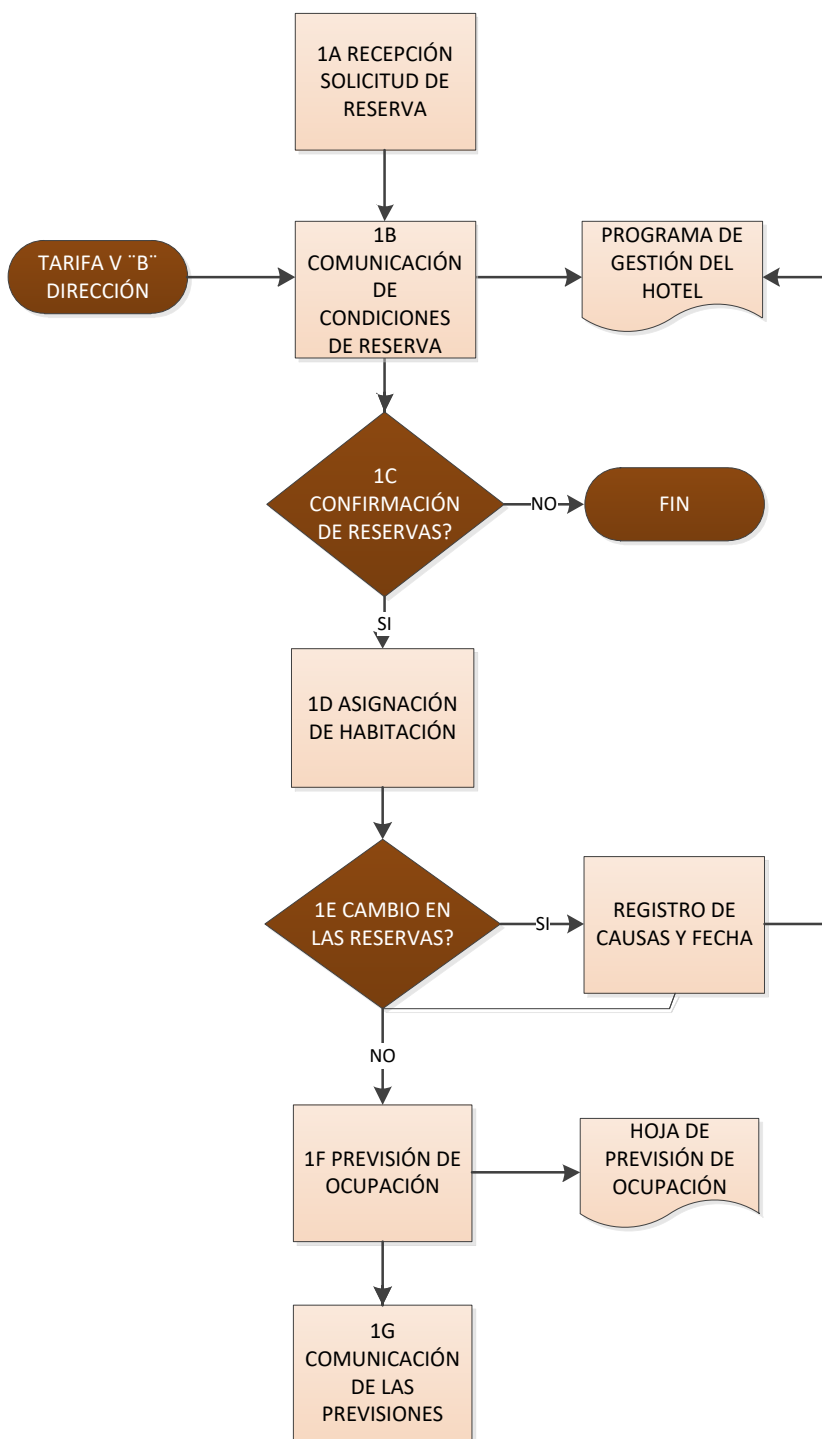 1A RECEPCIÓN
SOLICITUD DE
RESERVA
TARIFA V ¨B¨
DIRECCIÓN
1B
COMUNICACIÓN
DE
CONDICIONES
DE RESERVA
PROGRAMA DE
GESTIÓN DEL
HOTEL
1C
CONFIRMACIÓN
DE RESERVAS?
NO
FIN
SI
1D ASIGNACIÓN
DE HABITACIÓN
1E CAMBIO EN
LAS RESERVAS?
SI
REGISTRO DE
CAUSAS Y FECHA
NO
1F PREVISIÓN DE
OCUPACIÓN
HOJA DE
PREVISIÓN DE
OCUPACIÓN
1G
COMUNICACIÓN
DE LAS
PREVISIONES